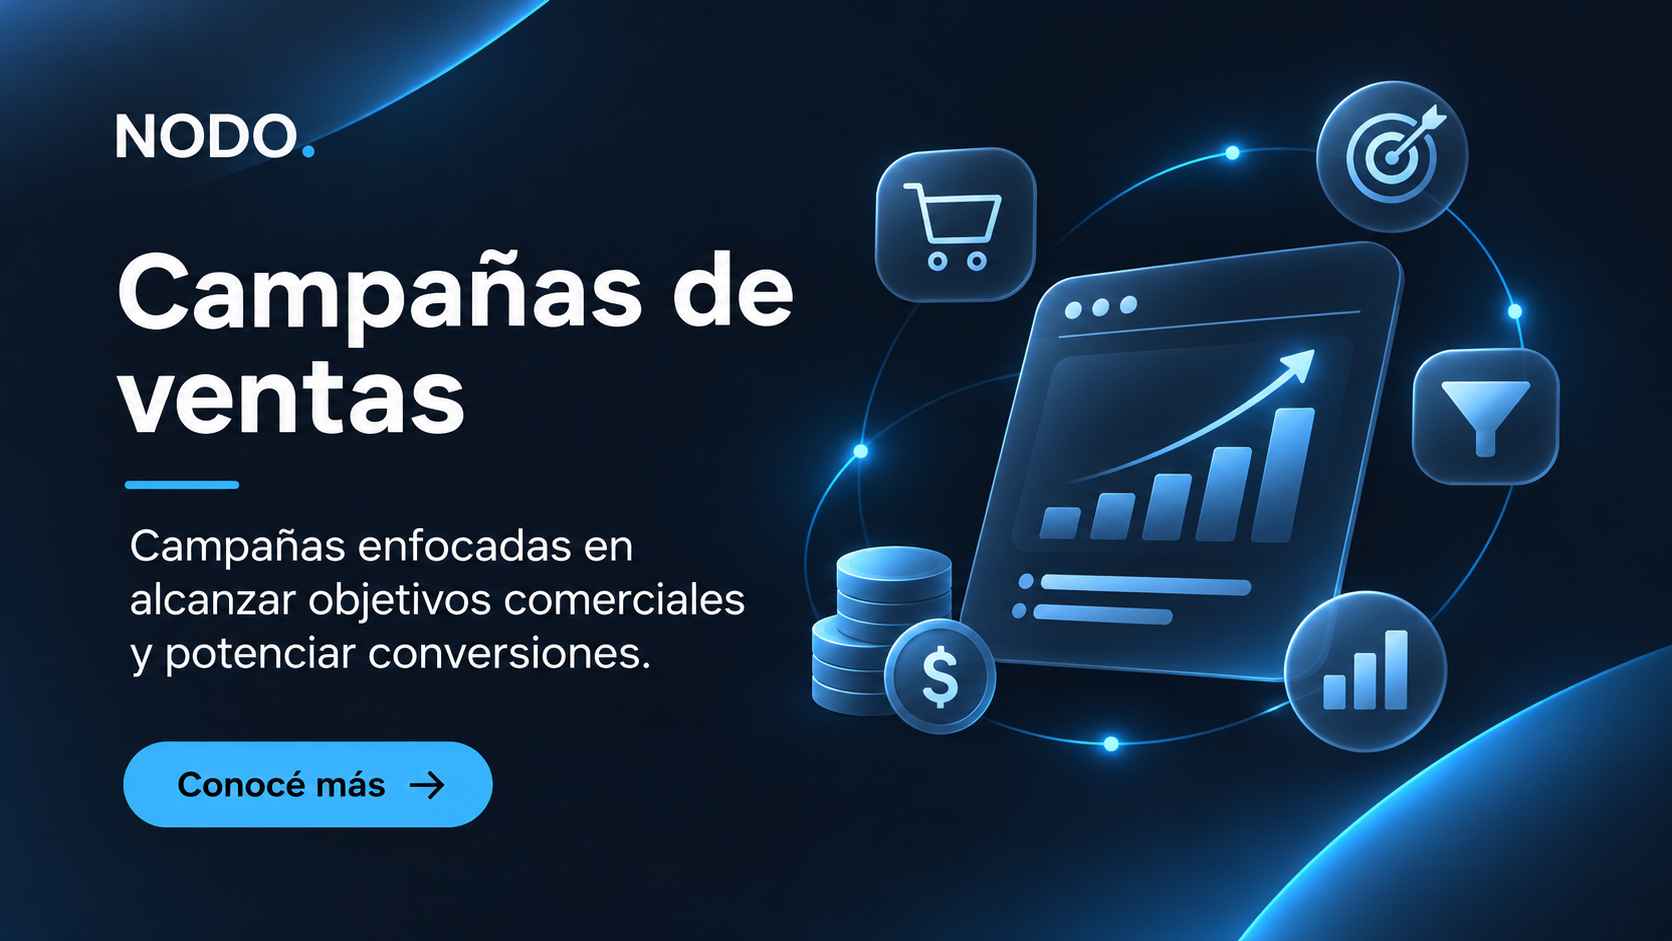 NODO.
Campañas de
ventas
Campañas enfocadas en
alcanzar objetivos comerciales
y potenciar conversiones.
Conocé más →
$